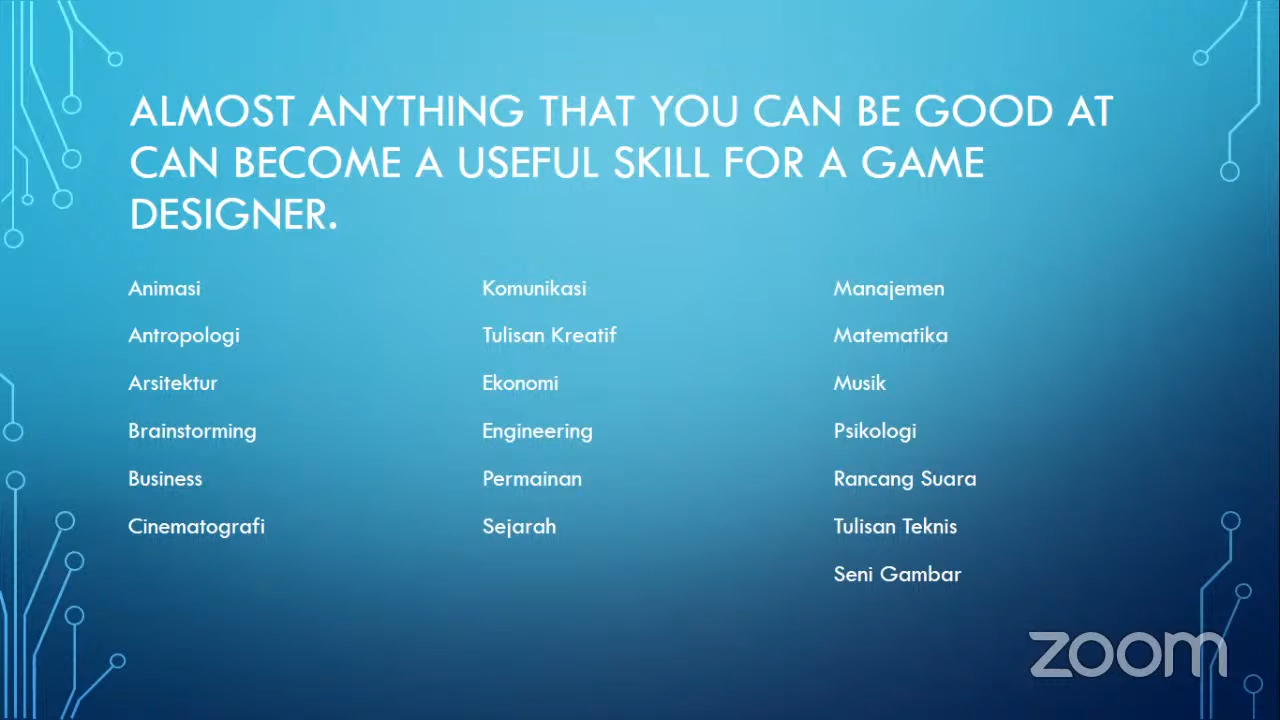 ALMOST ANYTHING THAT YOU CAN BE GOOD AT
CAN BECOME A USEFUL SKILL FOR A GAME
DESIGNER.
Animasi
Antropologi
Arsitektur
Brainstorming
Business
Cinematografi
Komunikasi
Tulisan Kreatif
Ekonomi
Engineering
Permainan
Sejarah
Manajemen
Matematika
Musik
Psikologi
Rancang Suara
Tulisan Teknis
Seni Gambar
zoom